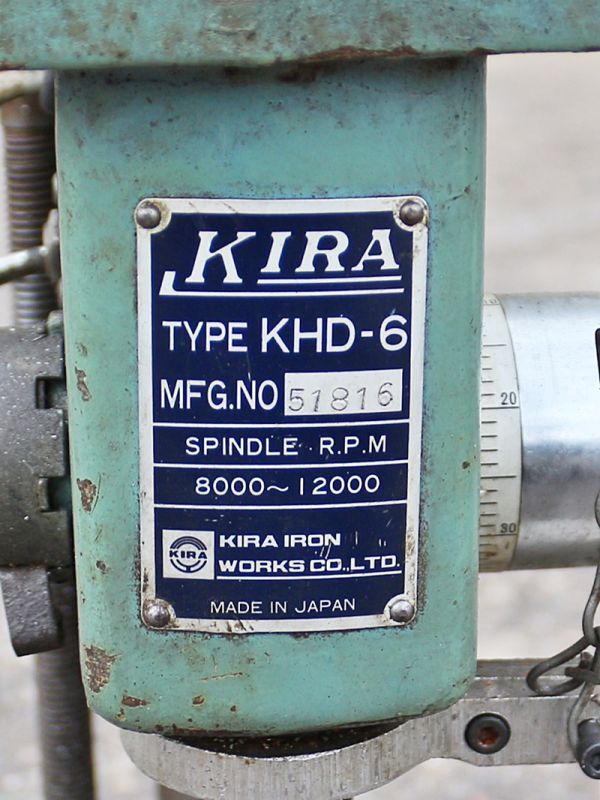 KIRA
TYPE KHD-6
MFG.NO 51816
SPINDLE R.P.M
8000~12000
KIRA
KIRA IRON
WORKS CO.,LTD.
MADE IN JAPAN
20
30